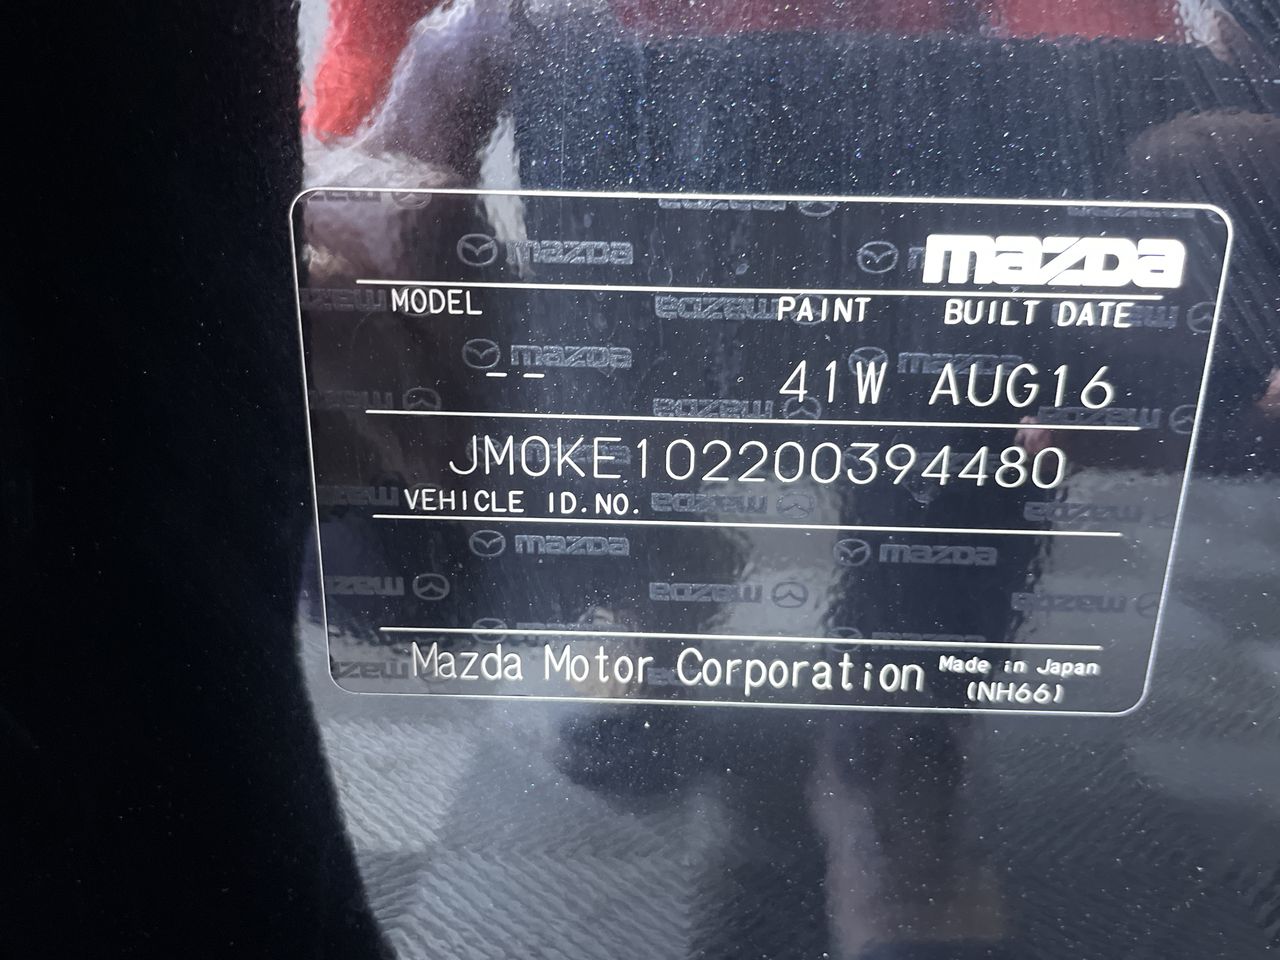 mazda
MODEL PAINT BUILT DATE
-- 41W AUG16
JM0KE102200394480
VEHICLE ID.NO.
Mazda Motor Corporation Made in Japan
(NH66)